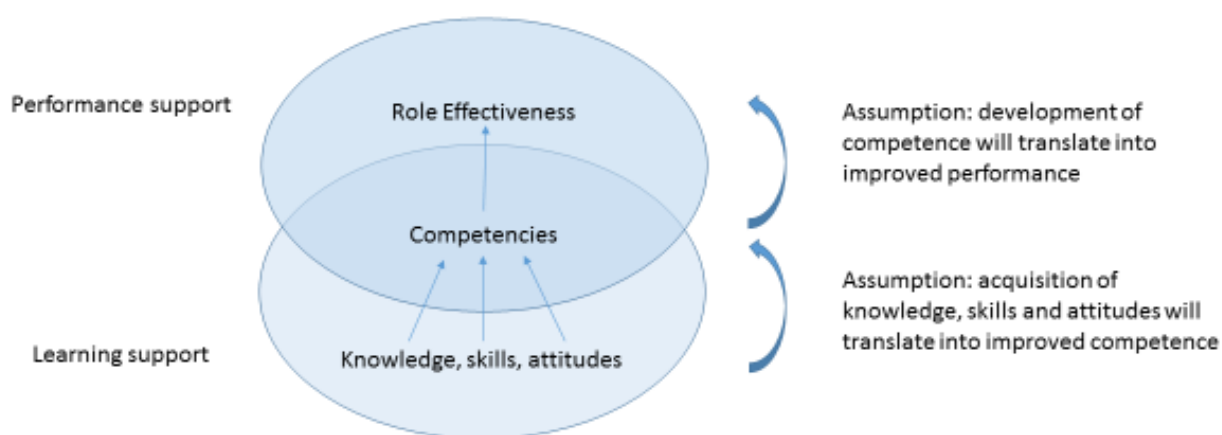 Performance support
Role Effectiveness
Assumption: development of
competence will translate into
improved performance
Competencies
Assumption: acquisition of
knowledge, skills and attitudes will
translate into improved competence
Learning support
Knowledge, skills, attitudes